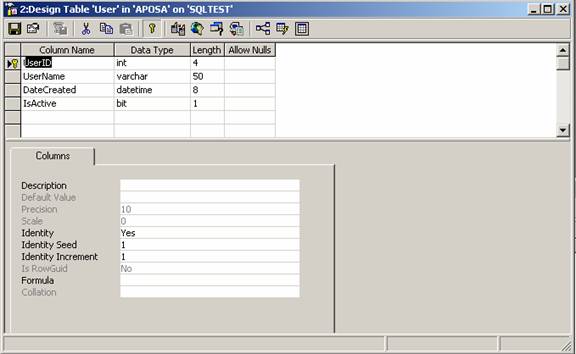 2:Design Table 'User' in 'APOSA' on 'SQLTEST'
Column Name Data Type Length Allow Nulls
UserID int 4
UserName varchar 50
DateCreated datetime 8
IsActive bit 1
Columns
Description
Default Value
Precision 10
Scale 0
Identity Yes
Identity Seed 1
Identity Increment 1
Is RowGuid No
Formula
Collation